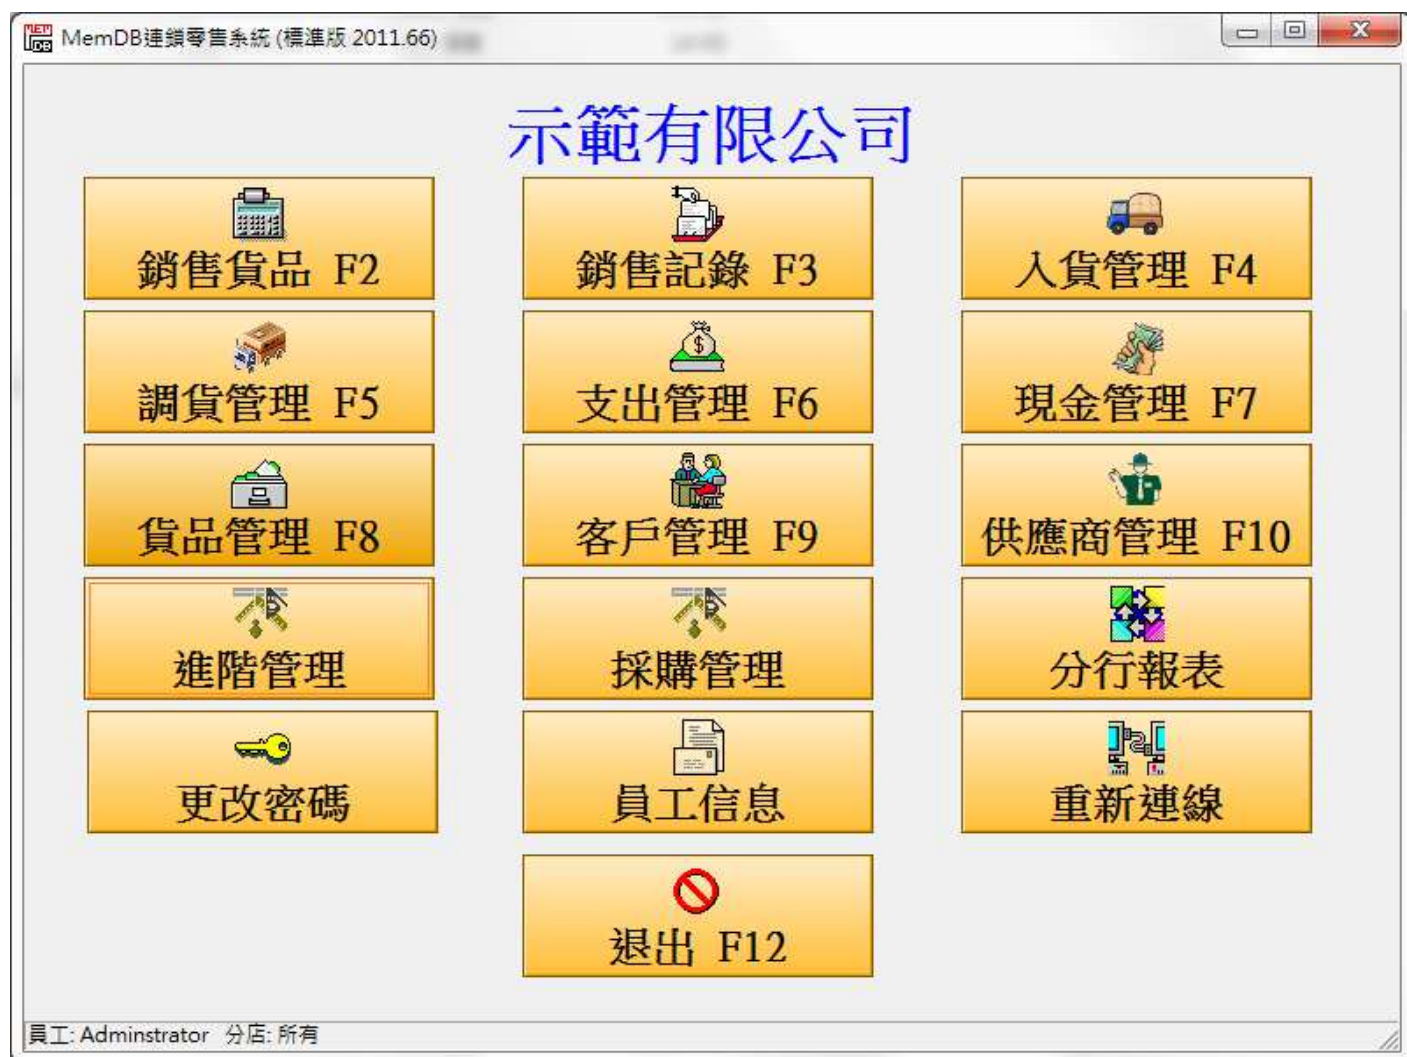 MEM
DB
MemDB連鎖零售系統 (標準版 2011.66)
示範有限公司
銷售貨品 F2
銷售記錄 F3
入貨管理 F4
調貨管理 F5
支出管理 F6
現金管理 F7
貨品管理 F8
客戶管理 F9
供應商管理 F10
進階管理
採購管理
分行報表
更改密碼
員工信息
重新連線
退出 F12
員工: Adminstrator 分店: 所有